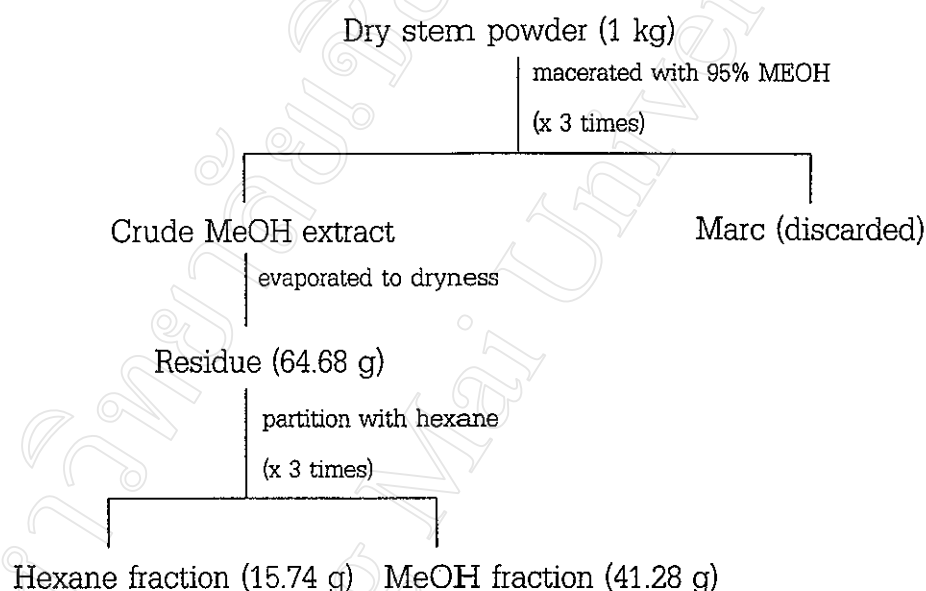 Dry stem powder (1 kg)
macerated with 95% MEOH
(x 3 times)
Crude MeOH extract
Marc (discarded)
evaporated to dryness
Residue (64.68 g)
partition with hexane
(x 3 times)
Hexane fraction (15.74 g) MeOH fraction (41.28 g)